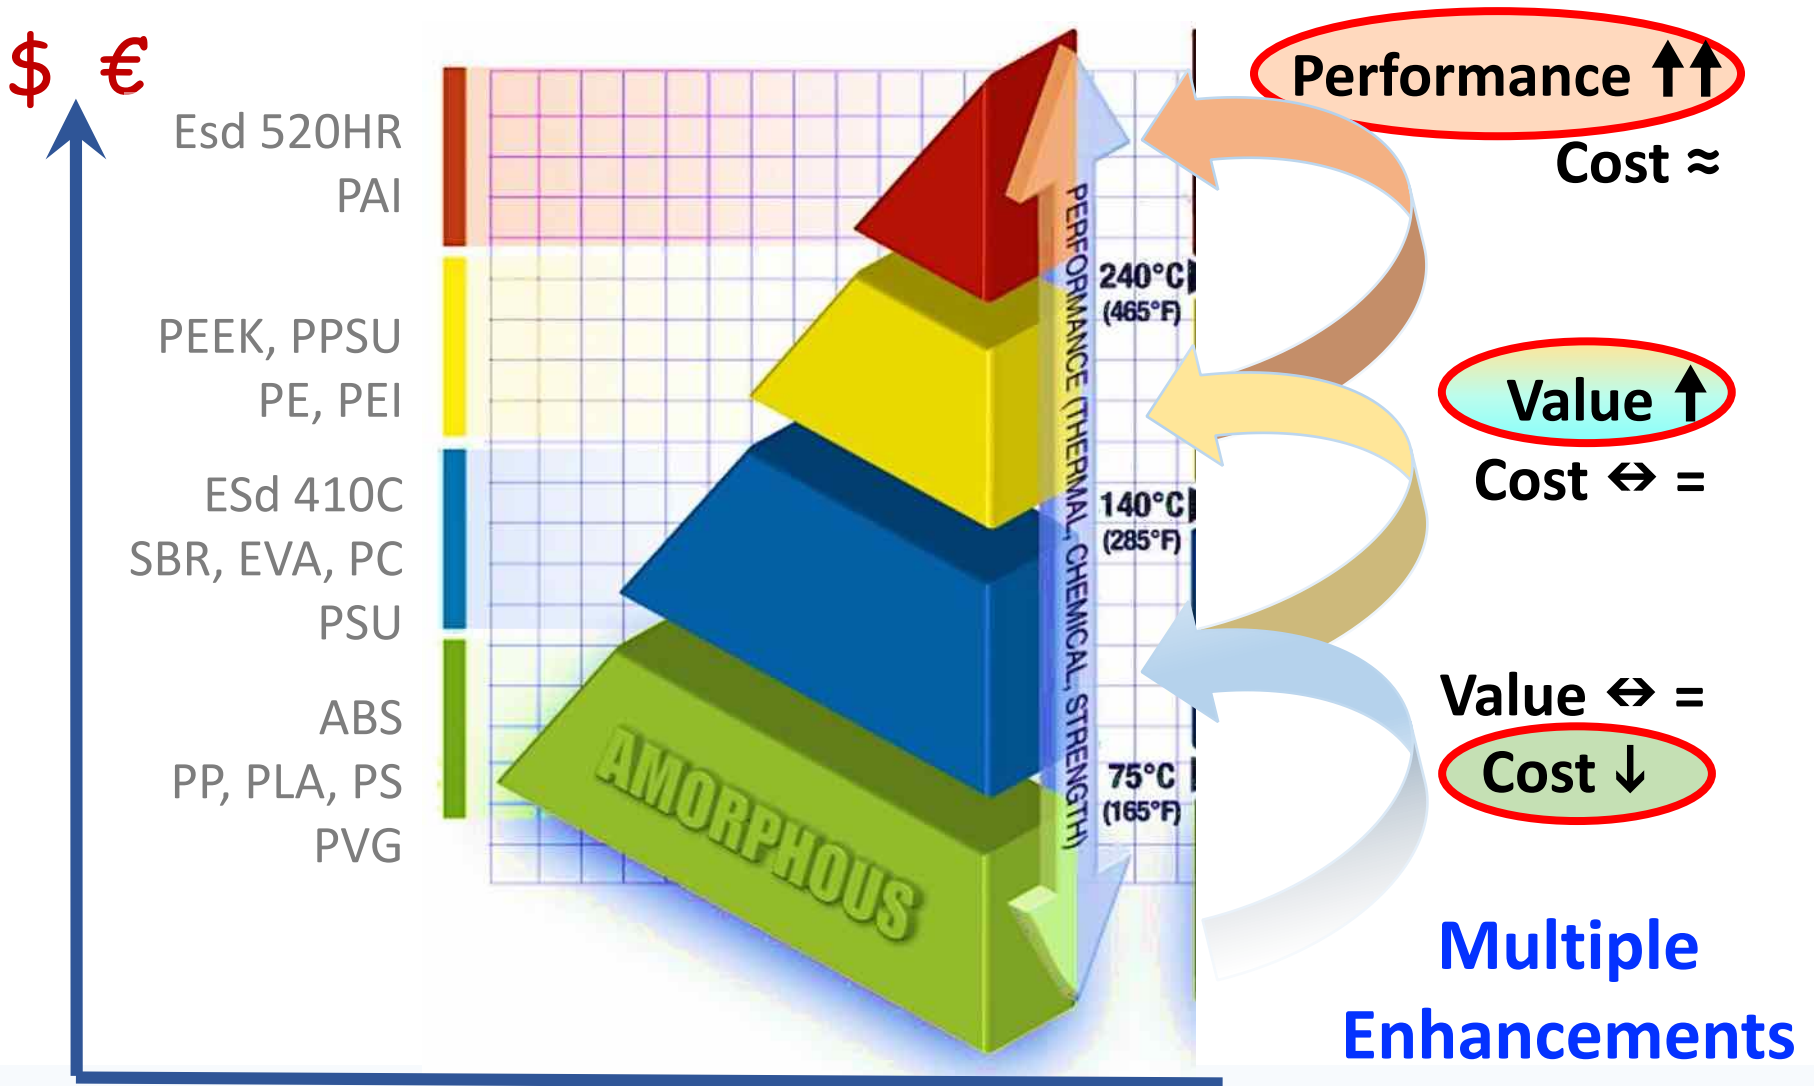 $ €
Esd 520HR
PAI
PEEK, PPSU
PE, PEI
ESd 410C
SBR, EVA, PC
PSU
ABS
PP, PLA, PS
PVG
AMORPHOUS
PERFORMANCE (THERMAL, CHEMICAL, STRENGTH)
240°C
(465°F)
140°C
(285°F)
75°C
(165°F)
Performance ↑↑
Cost ≈
Value ↑
Cost ↔ =
Value ↔ =
Cost ↓
Multiple
Enhancements